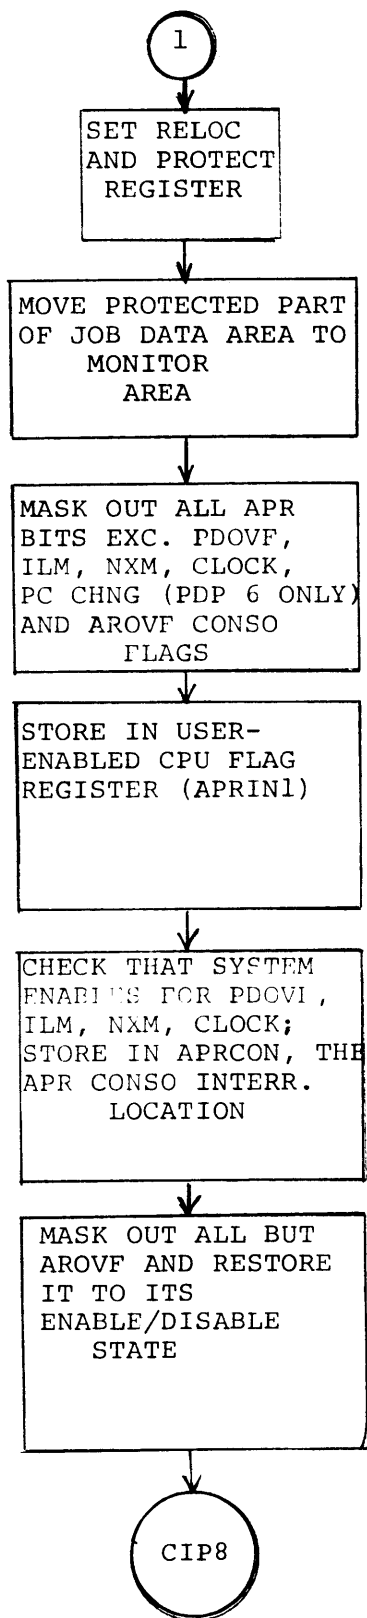 1
SET RELOC
AND PROTECT
REGISTER
MOVE PROTECTED PART
OF JOB DATA AREA TO
MONITOR
AREA
MASK OUT ALL APR
BITS EXC. PDOVF,
ILM, NXM, CLOCK,
PC CHNG (PDP 6 ONLY)
AND AROVF CONSO
FLAGS
STORE IN USER-
ENABLED CPU FLAG
REGISTER (APRIN1)
CHECK THAT SYSTEM
ENABLES FOR PDOVF,
ILM, NXM, CLOCK;
STORE IN APRCON, THE
APR CONSO INTERR.
LOCATION
MASK OUT ALL BUT
AROVF AND RESTORE
IT TO ITS
ENABLE/DISABLE
STATE
CIP8